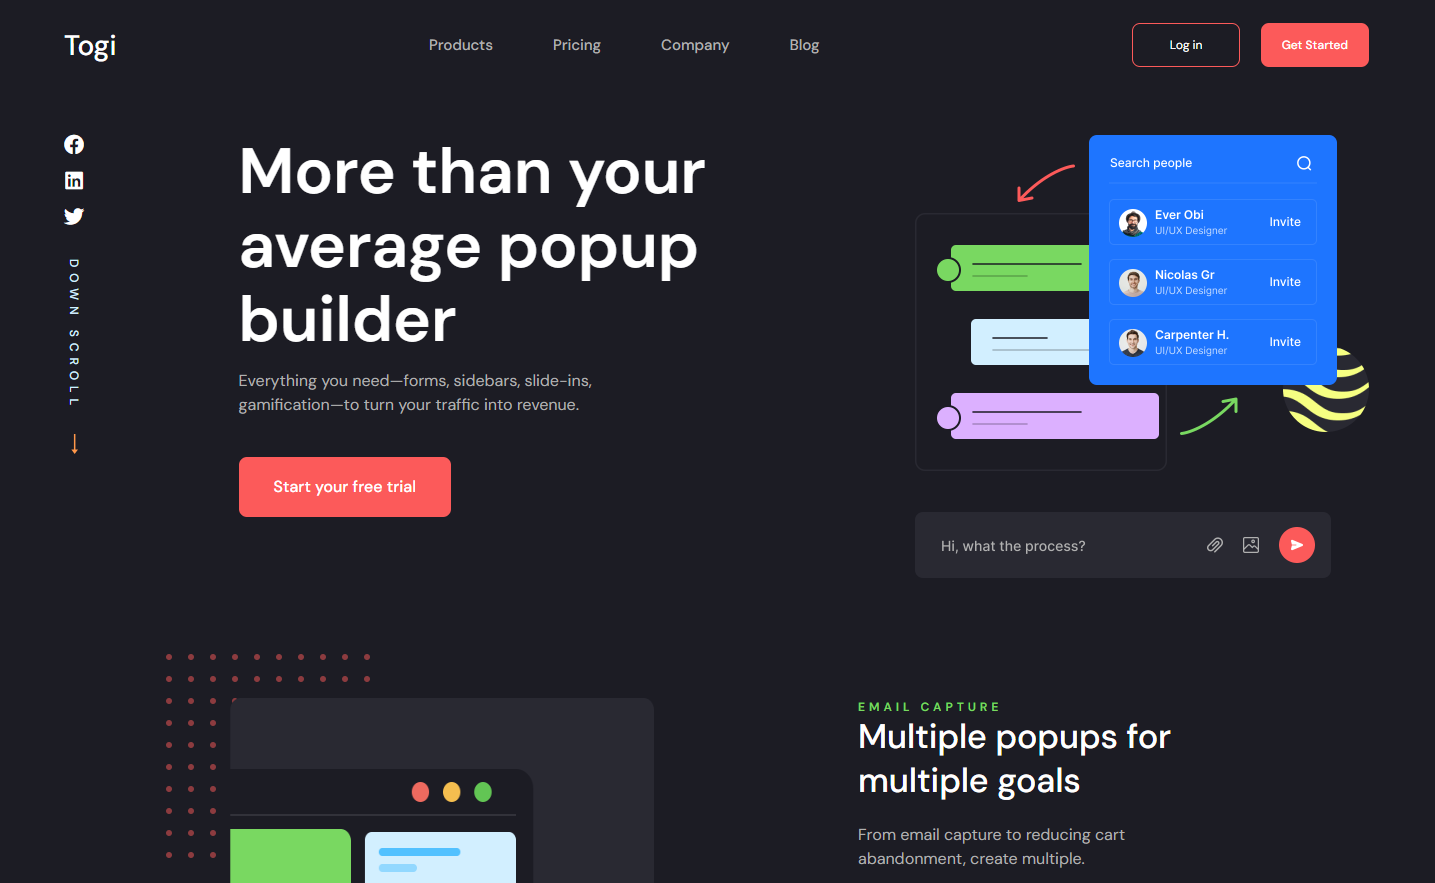 Togi
Products
Pricing
Company
Blog
Log in
Get Started
DOWN SCROLL
More than your
average popup
builder
Everything you need—forms, sidebars, slide-ins,
gamification—to turn your traffic into revenue.
Start your free trial
Search people
Ever Obi
UI/UX Designer
Invite
Nicolas Gr
UI/UX Designer
Invite
Carpenter H.
UI/UX Designer
Invite
Hi, what the process?
EMAIL CAPTURE
Multiple popups for
multiple goals
From email capture to reducing cart
abandonment, create multiple.